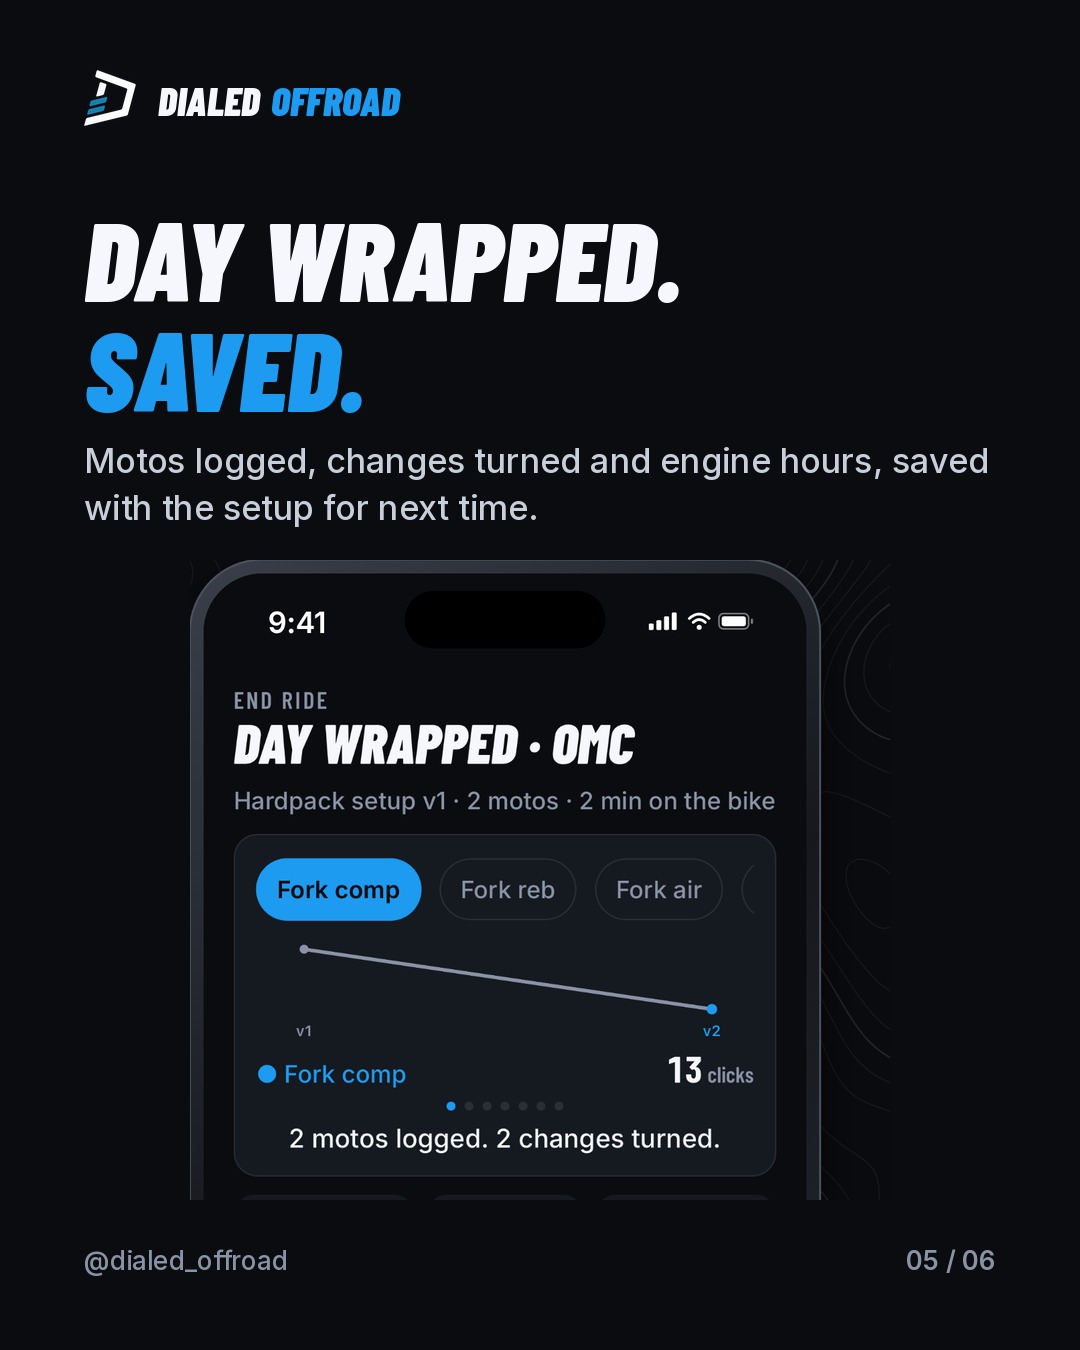 DIALED OFFROAD
DAY WRAPPED.
SAVED.
Motos logged, changes turned and engine hours, saved
with the setup for next time.
9:41
END RIDE
DAY WRAPPED · OMC
Hardpack setup v1 · 2 motos · 2 min on the bike
Fork comp Fork reb Fork air
v1 v2
Fork comp 13 clicks
2 motos logged. 2 changes turned.
@dialed_offroad 05 / 06